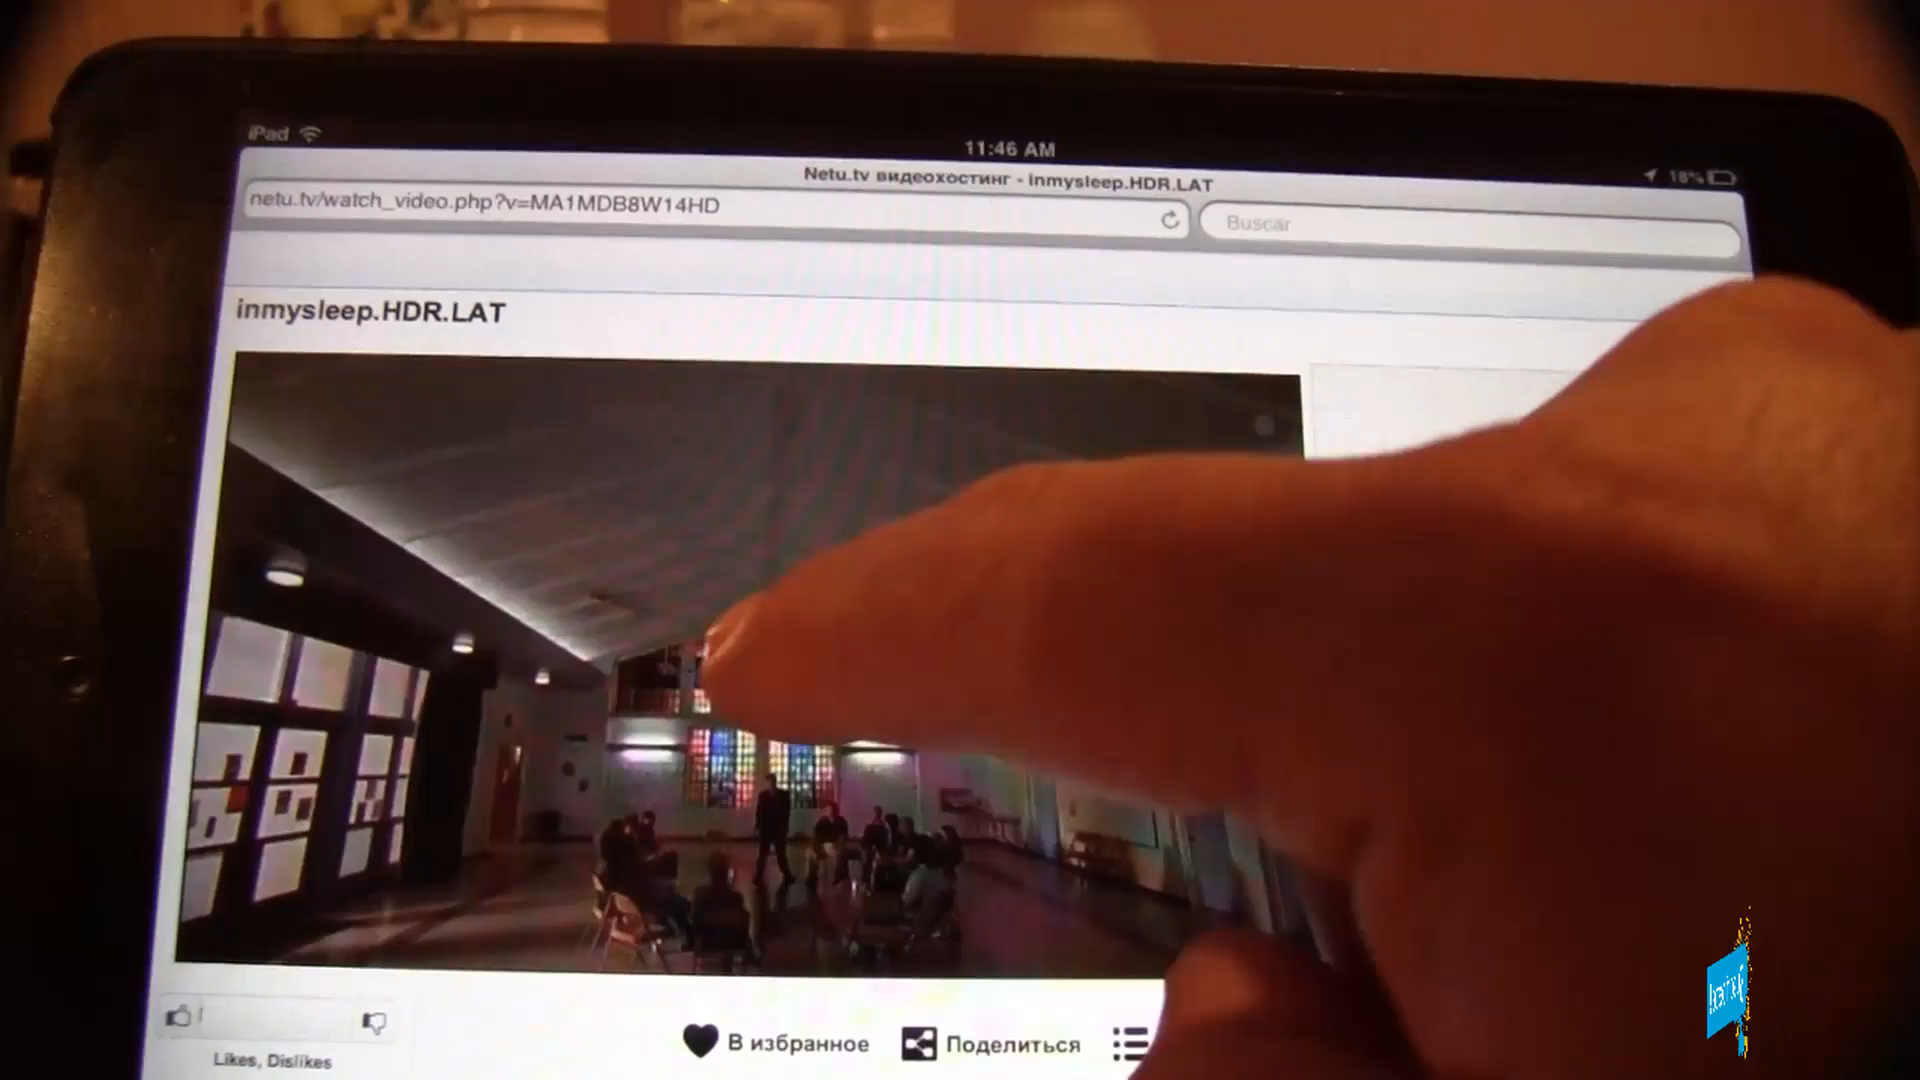 iPad
11:46 AM
18%
Netu.tv видеохостинг - inmysleep.HDR.LAT
netu.tv/watch_video.php?v=MA1MDB8W14HD
Buscar
inmysleep.HDR.LAT
Likes, Dislikes
В избранное
Поделиться